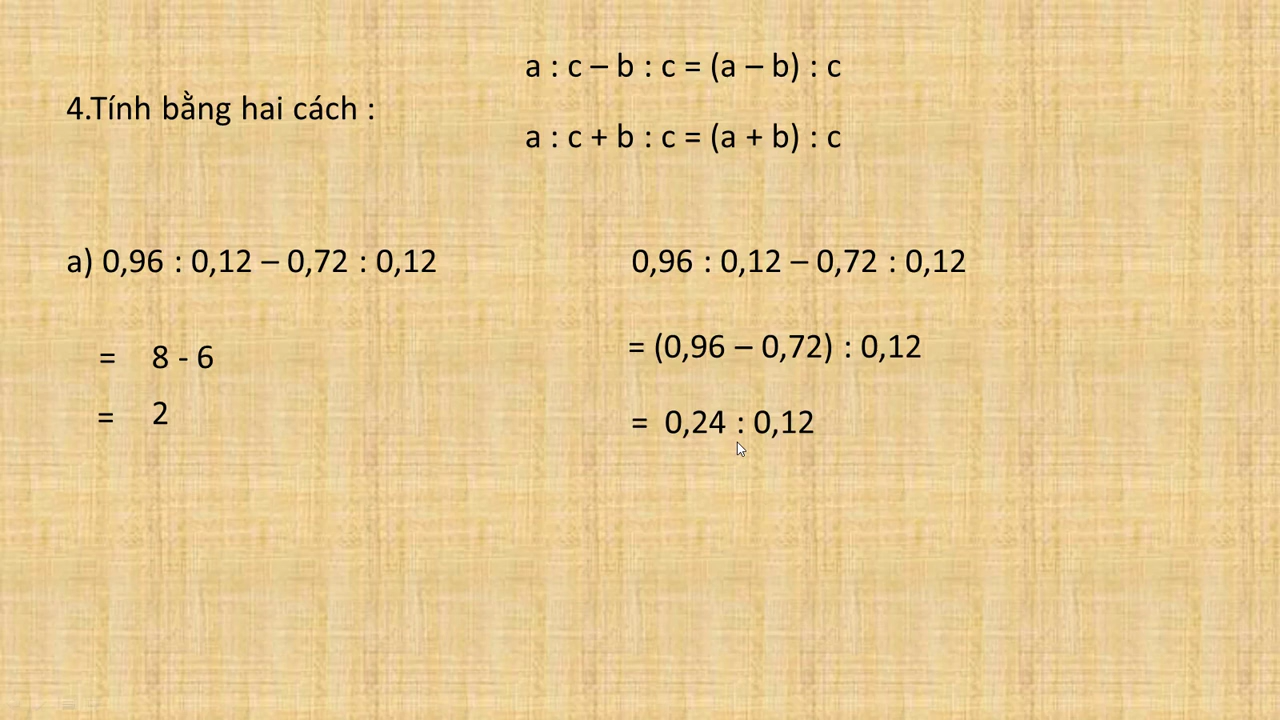 a : c – b : c = (a – b) : c
4.Tính bằng hai cách :
a : c + b : c = (a + b) : c
a) 0,96 : 0,12 – 0,72 : 0,12
= 8 - 6
= 2
0,96 : 0,12 – 0,72 : 0,12
= (0,96 – 0,72) : 0,12
= 0,24 : 0,12